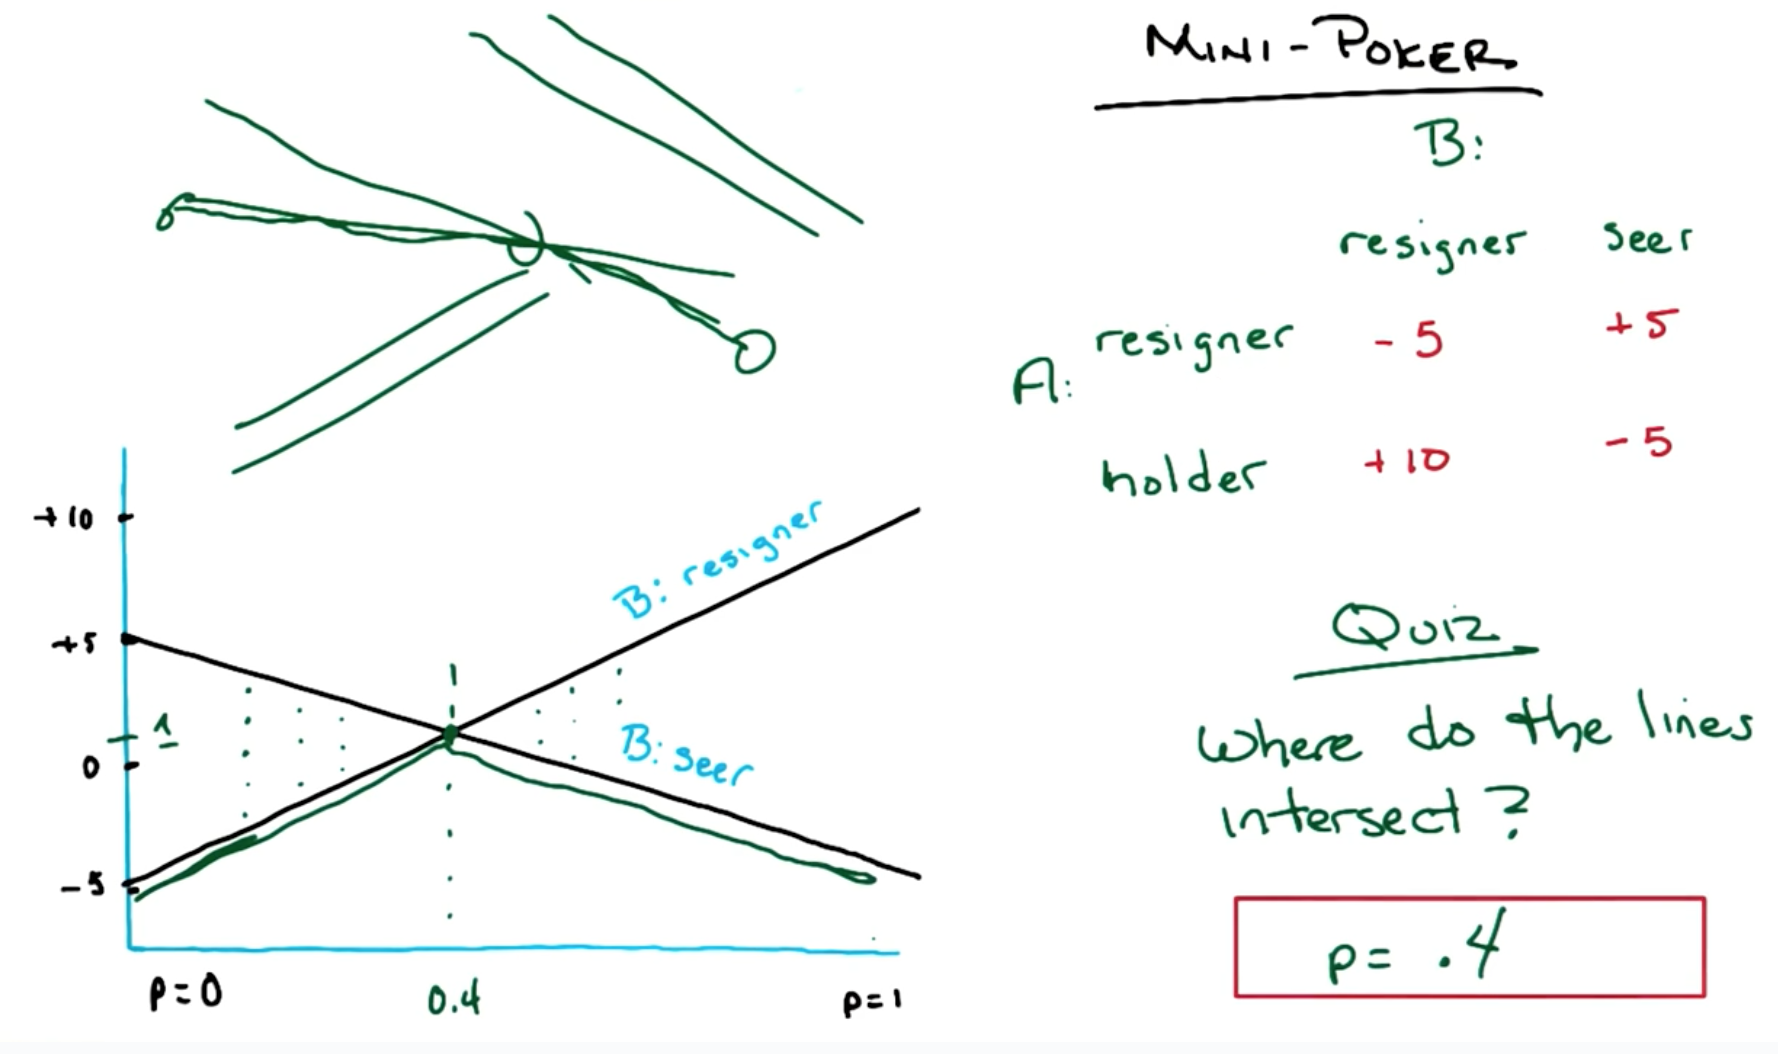 MINI-POKER
B:
resigner seer
A: resigner -5 +5
holder +10 -5
+10
+5
1
0
-5
B: resigner
B: seer
p=0 0.4 p=1
Quiz
Where do the lines
intersect?
p= .4